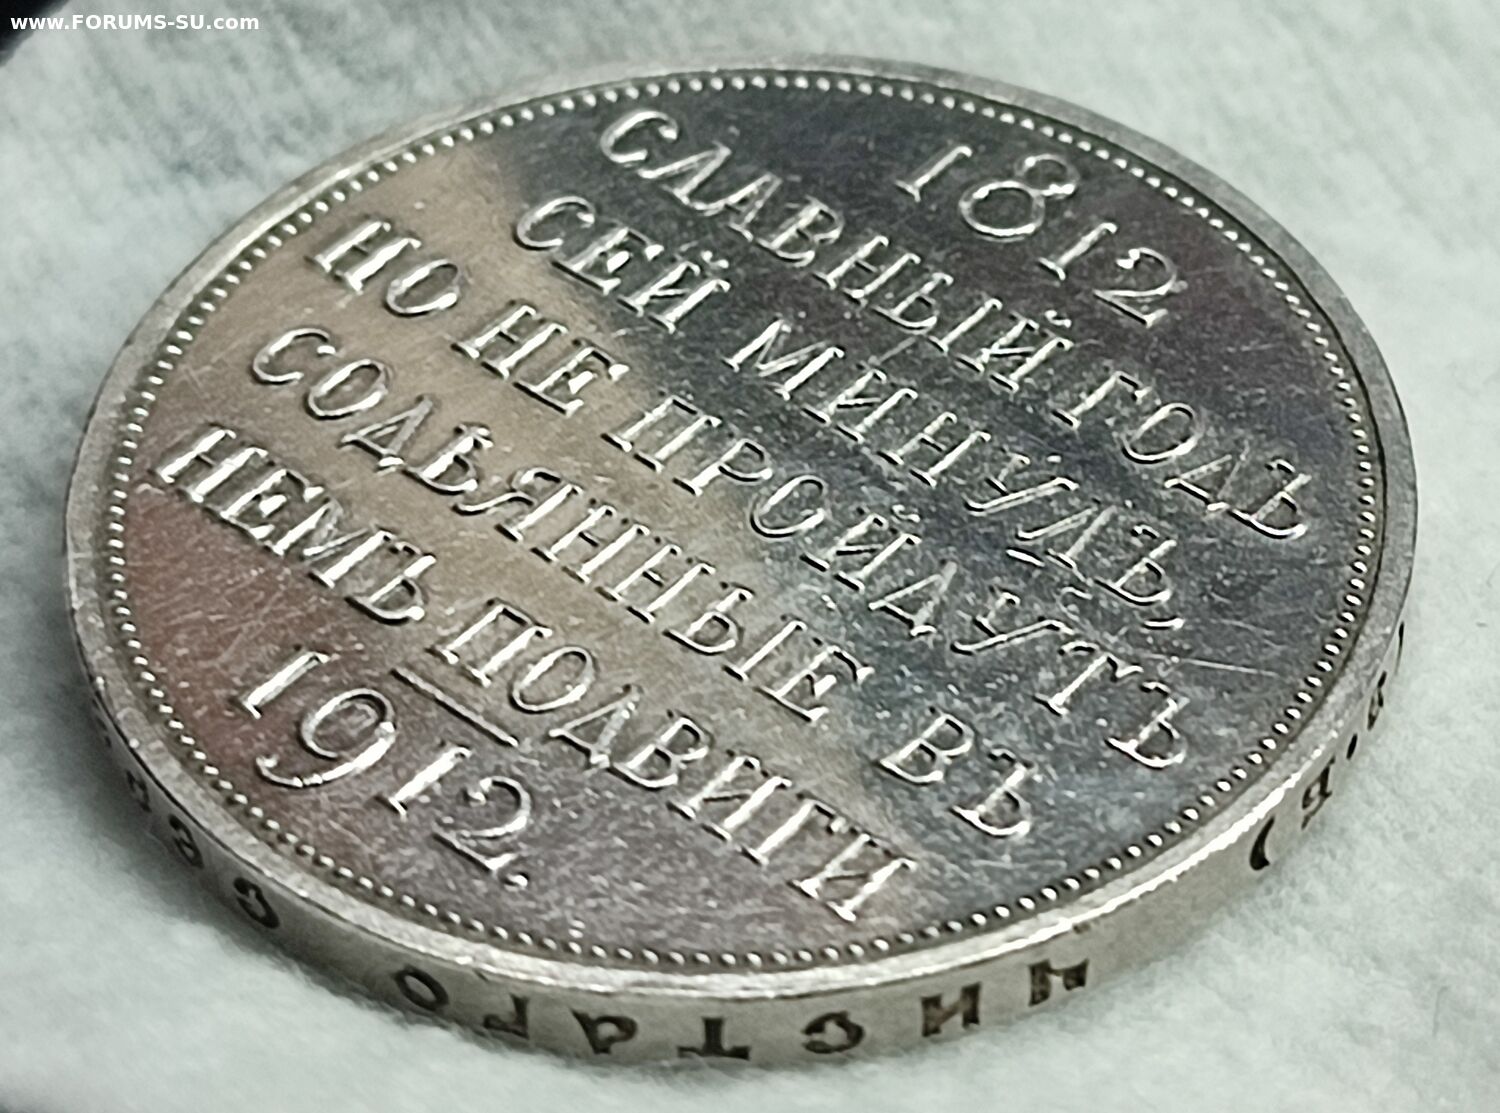 www.FORUMS-SU.com
1812
СЛАВНЫЙ ГОДЪ
СЕЙ МИНУЛЪ,
НО НЕ ПРОЙДУТЪ
СОДѢЯННЫЕ ВЪ
НЕМЪ ПОДВИГИ
1912.
ЧИСТАГО